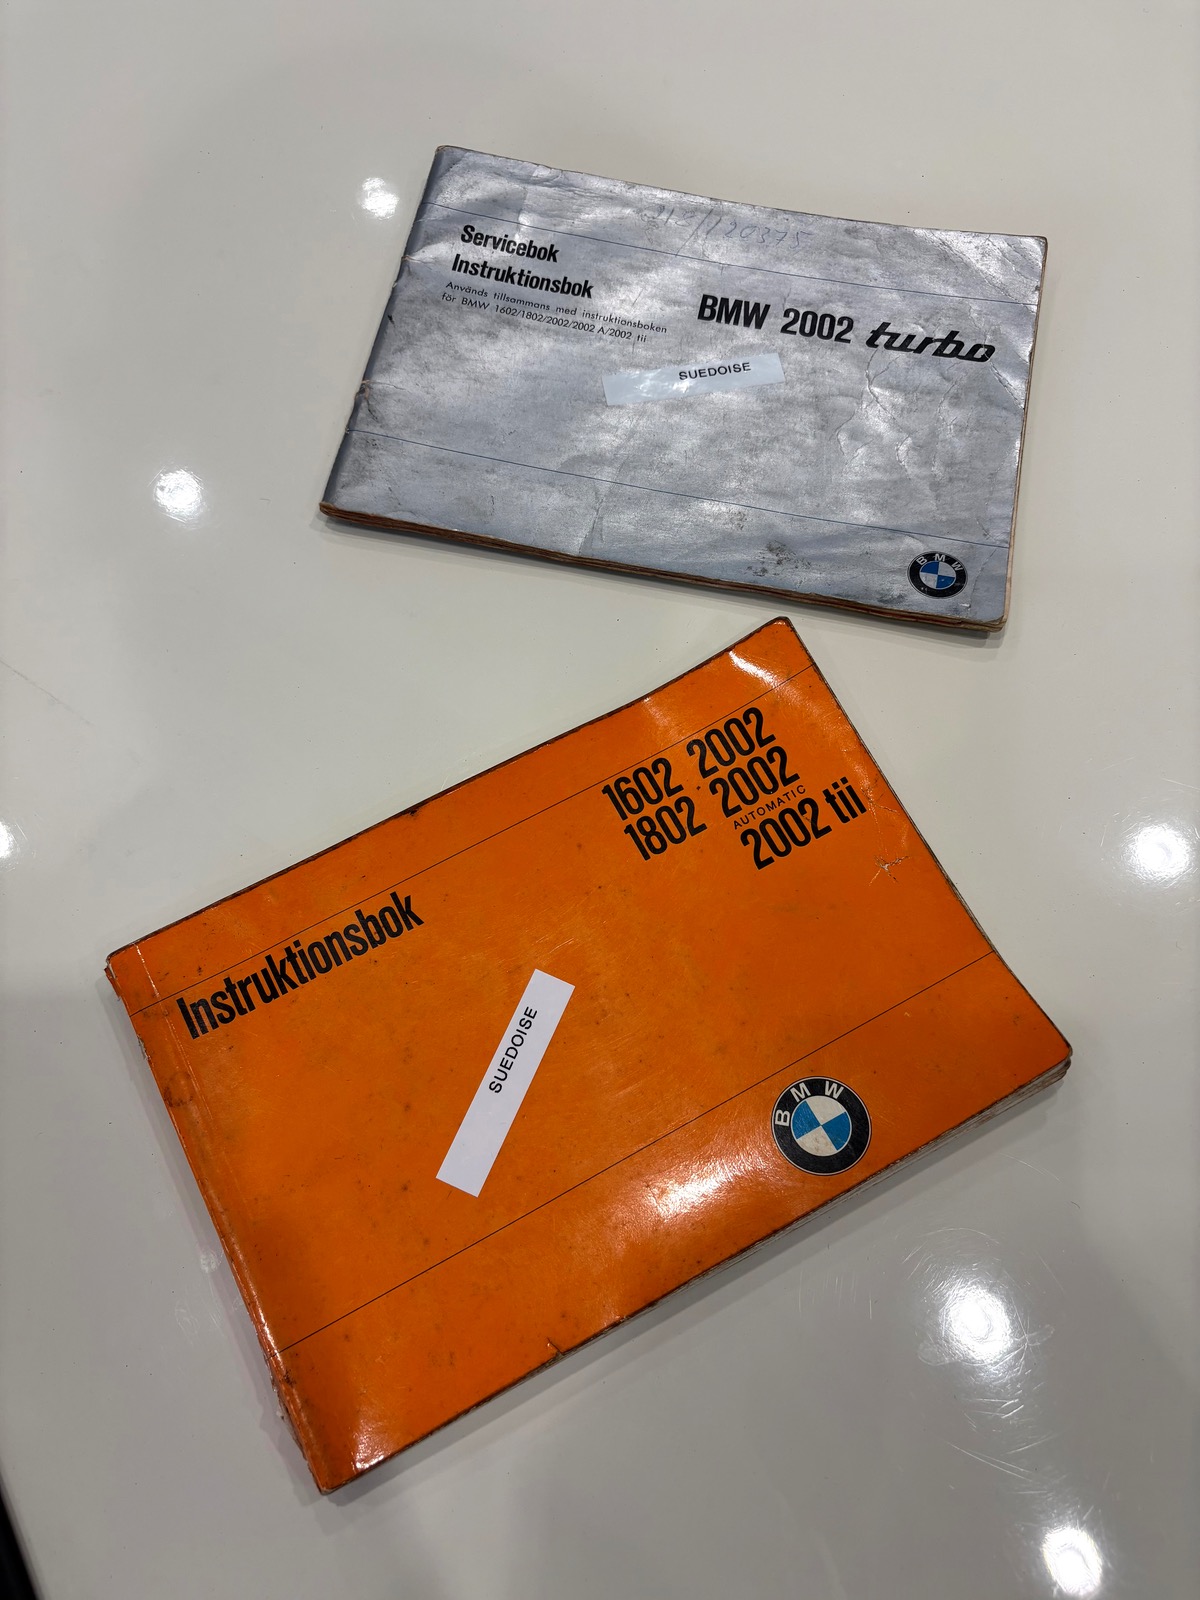 Servicebok
Instruktionsbok
Används tillsammans med instruktionsboken
för BMW 1602/1802/2002/2002 A/2002 tii
BMW 2002 turbo
SUEDOISE
BMW
1602 2002
1802 2002
AUTOMATIC
2002 tii
Instruktionsbok
SUEDOISE
BMW